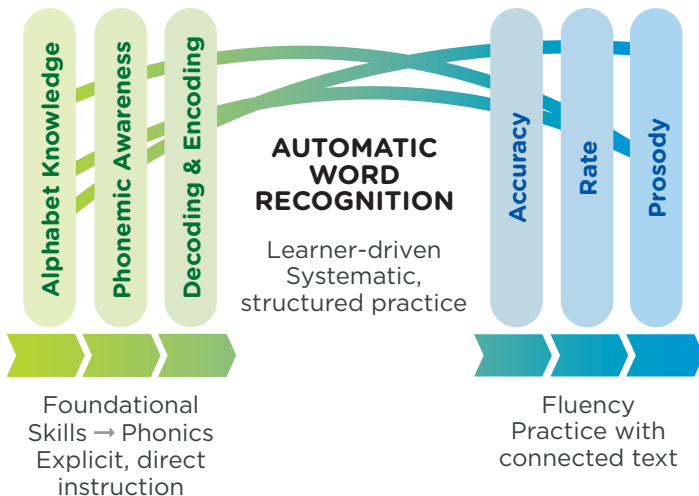 Alphabet Knowledge
Phonemic Awareness
Decoding & Encoding
AUTOMATIC
WORD
RECOGNITION
Learner-driven
Systematic,
structured practice
Accuracy
Rate
Prosody
Foundational
Skills → Phonics
Explicit, direct
instruction
Fluency
Practice with
connected text